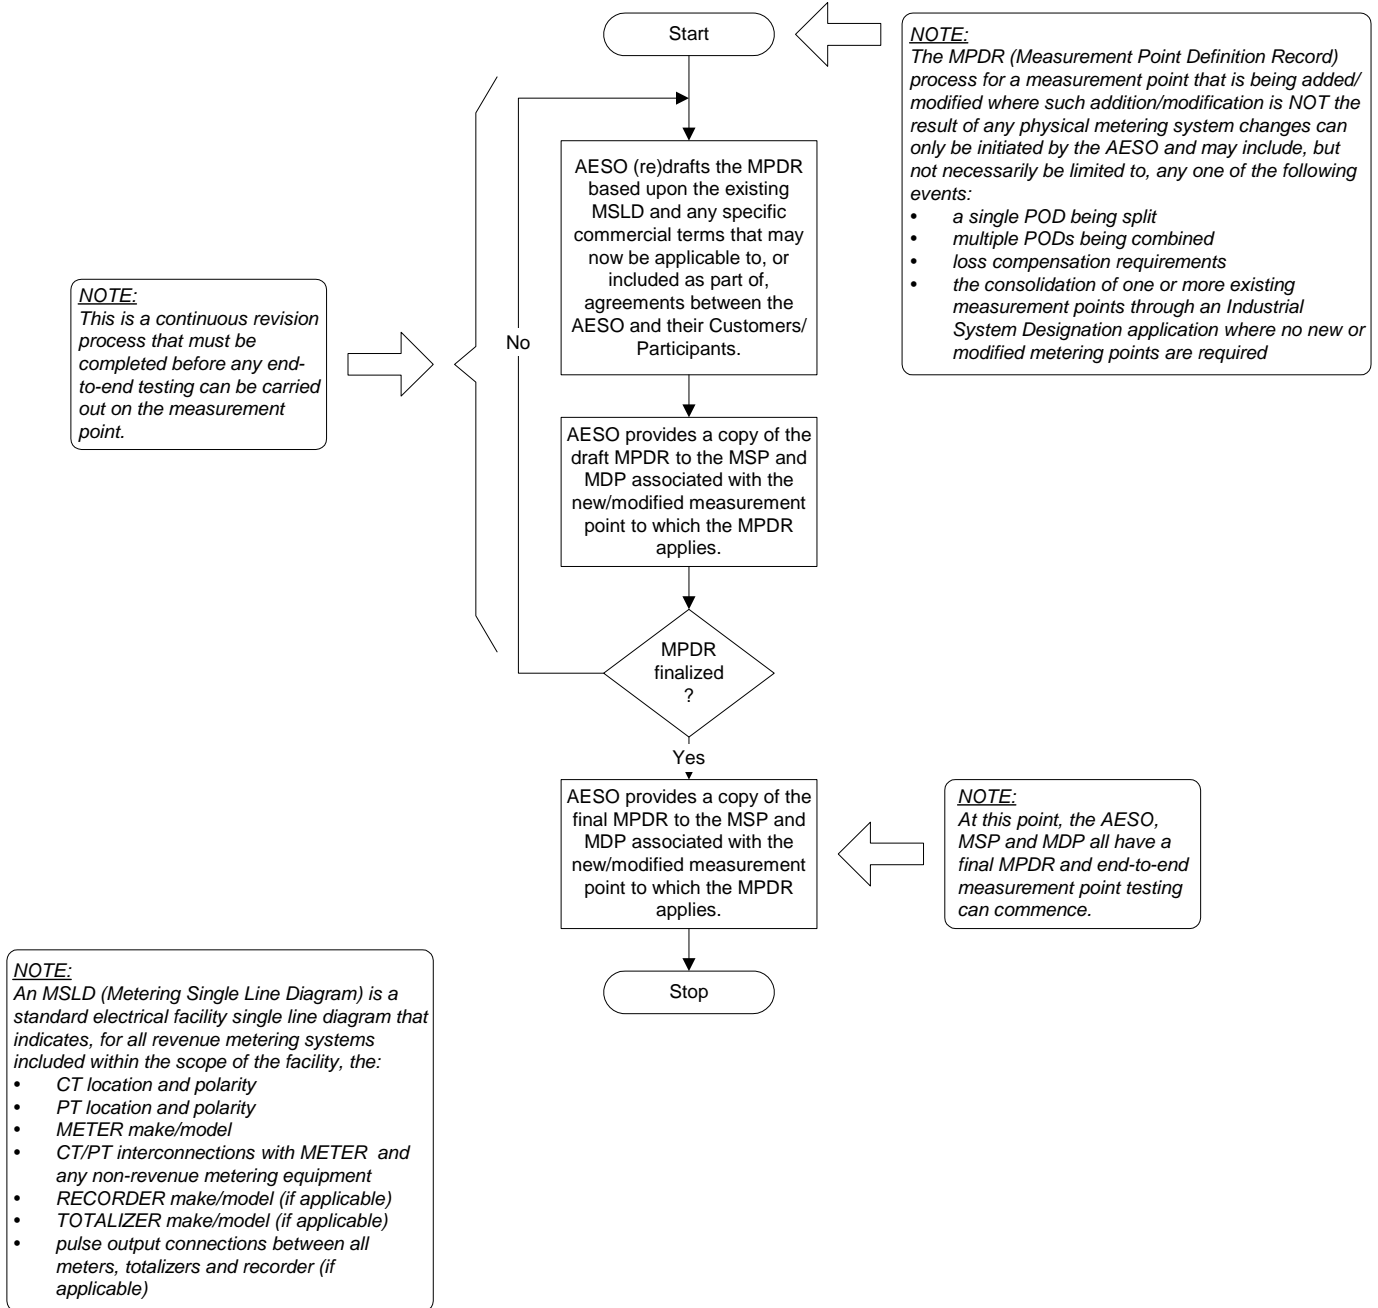 Start
NOTE:
The MPDR (Measurement Point Definition Record)
process for a measurement point that is being added/
modified where such addition/modification is NOT the
result of any physical metering system changes can
only be initiated by the AESO and may include, but
not necessarily be limited to, any one of the following
events:
• a single POD being split
• multiple PODs being combined
• loss compensation requirements
• the consolidation of one or more existing
measurement points through an Industrial
System Designation application where no new or
modified metering points are required
AESO (re)drafts the MPDR
based upon the existing
MSLD and any specific
commercial terms that may
now be applicable to, or
included as part of,
agreements between the
AESO and their Customers/
Participants.
NOTE:
This is a continuous revision
process that must be
completed before any end-
to-end testing can be carried
out on the measurement
point.
No
AESO provides a copy of the
draft MPDR to the MSP and
MDP associated with the
new/modified measurement
point to which the MPDR
applies.
MPDR
finalized
?
Yes
AESO provides a copy of the
final MPDR to the MSP and
MDP associated with the
new/modified measurement
point to which the MPDR
applies.
NOTE:
At this point, the AESO,
MSP and MDP all have a
final MPDR and end-to-end
measurement point testing
can commence.
Stop
NOTE:
An MSLD (Metering Single Line Diagram) is a
standard electrical facility single line diagram that
indicates, for all revenue metering systems
included within the scope of the facility, the:
• CT location and polarity
• PT location and polarity
• METER make/model
• CT/PT interconnections with METER and
any non-revenue metering equipment
• RECORDER make/model (if applicable)
• TOTALIZER make/model (if applicable)
• pulse output connections between all
meters, totalizers and recorder (if
applicable)